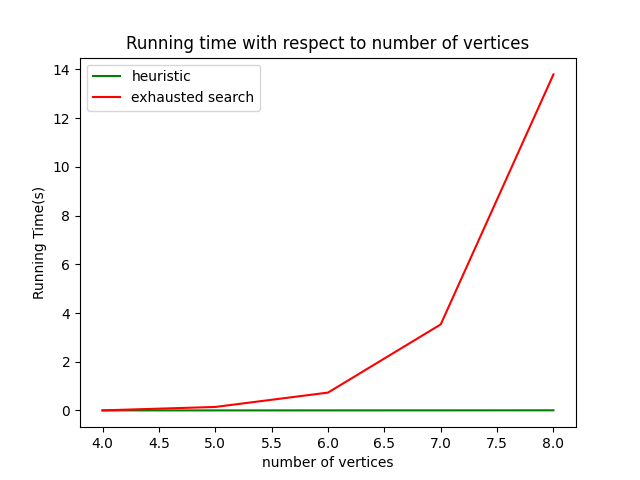 Running time with respect to number of vertices
heuristic
exhausted search
14
12
10
8
6
4
2
0
Running Time(s)
4.0 4.5 5.0 5.5 6.0 6.5 7.0 7.5 8.0
number of vertices